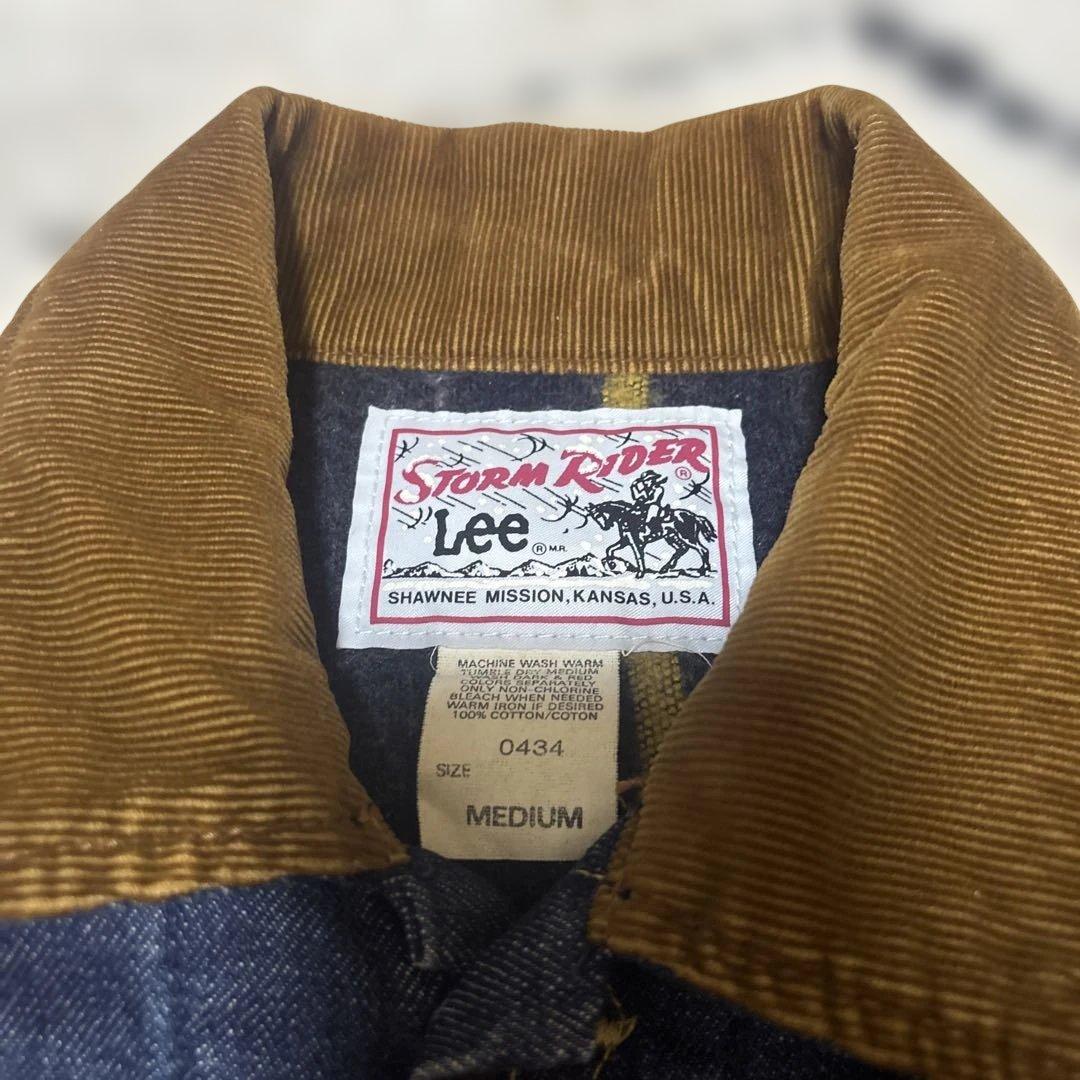 STORM RIDER ®
Lee ® M.R.
SHAWNEE MISSION, KANSAS, U.S.A.
MACHINE WASH WARM
TUMBLE DRY MEDIUM
WASH DARK & RED
COLORS SEPARATELY
ONLY NON-CHLORINE
BLEACH WHEN NEEDED
WARM IRON IF DESIRED
100% COTTON/COTON
0434
SIZE
MEDIUM